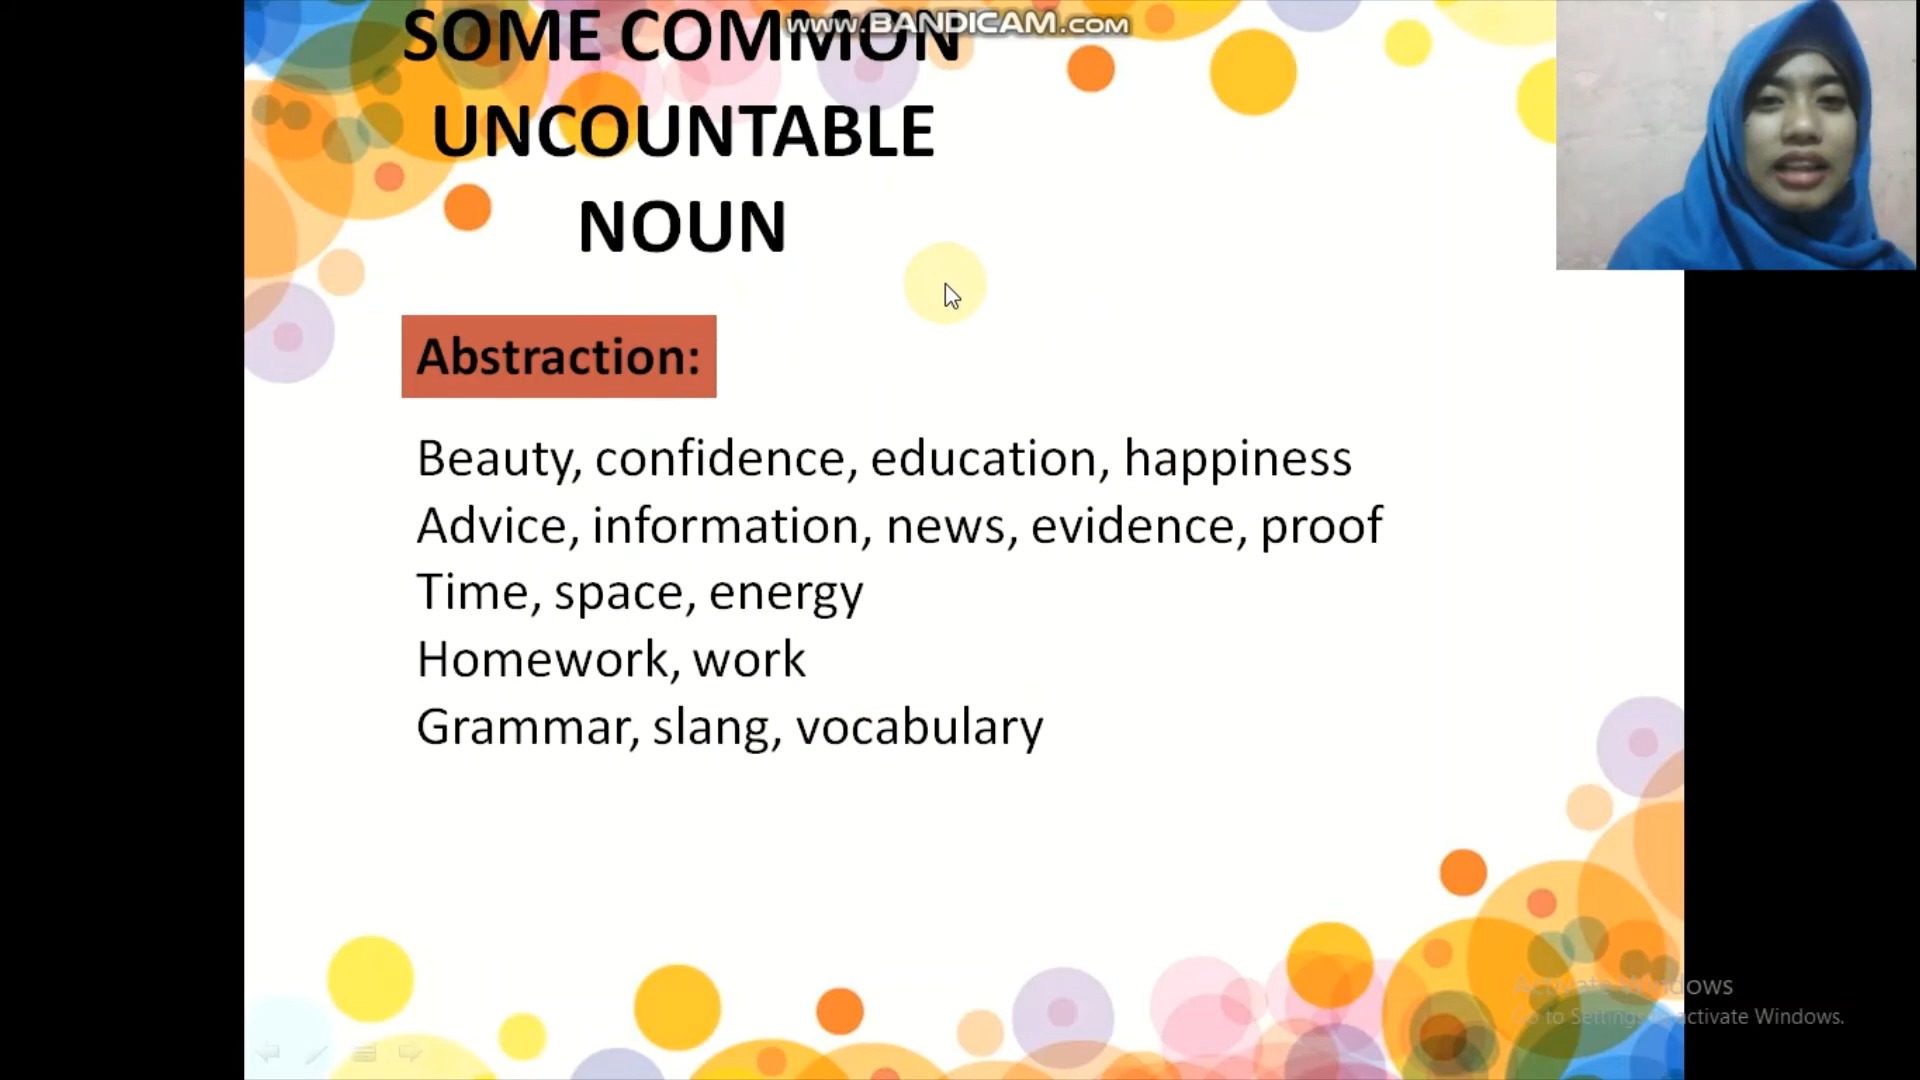 www.BANDICAM.com
SOME COMMON
UNCOUNTABLE
NOUN
Abstraction:
Beauty, confidence, education, happiness
Advice, information, news, evidence, proof
Time, space, energy
Homework, work
Grammar, slang, vocabulary
Activate Windows
Go to Settings to activate Windows.